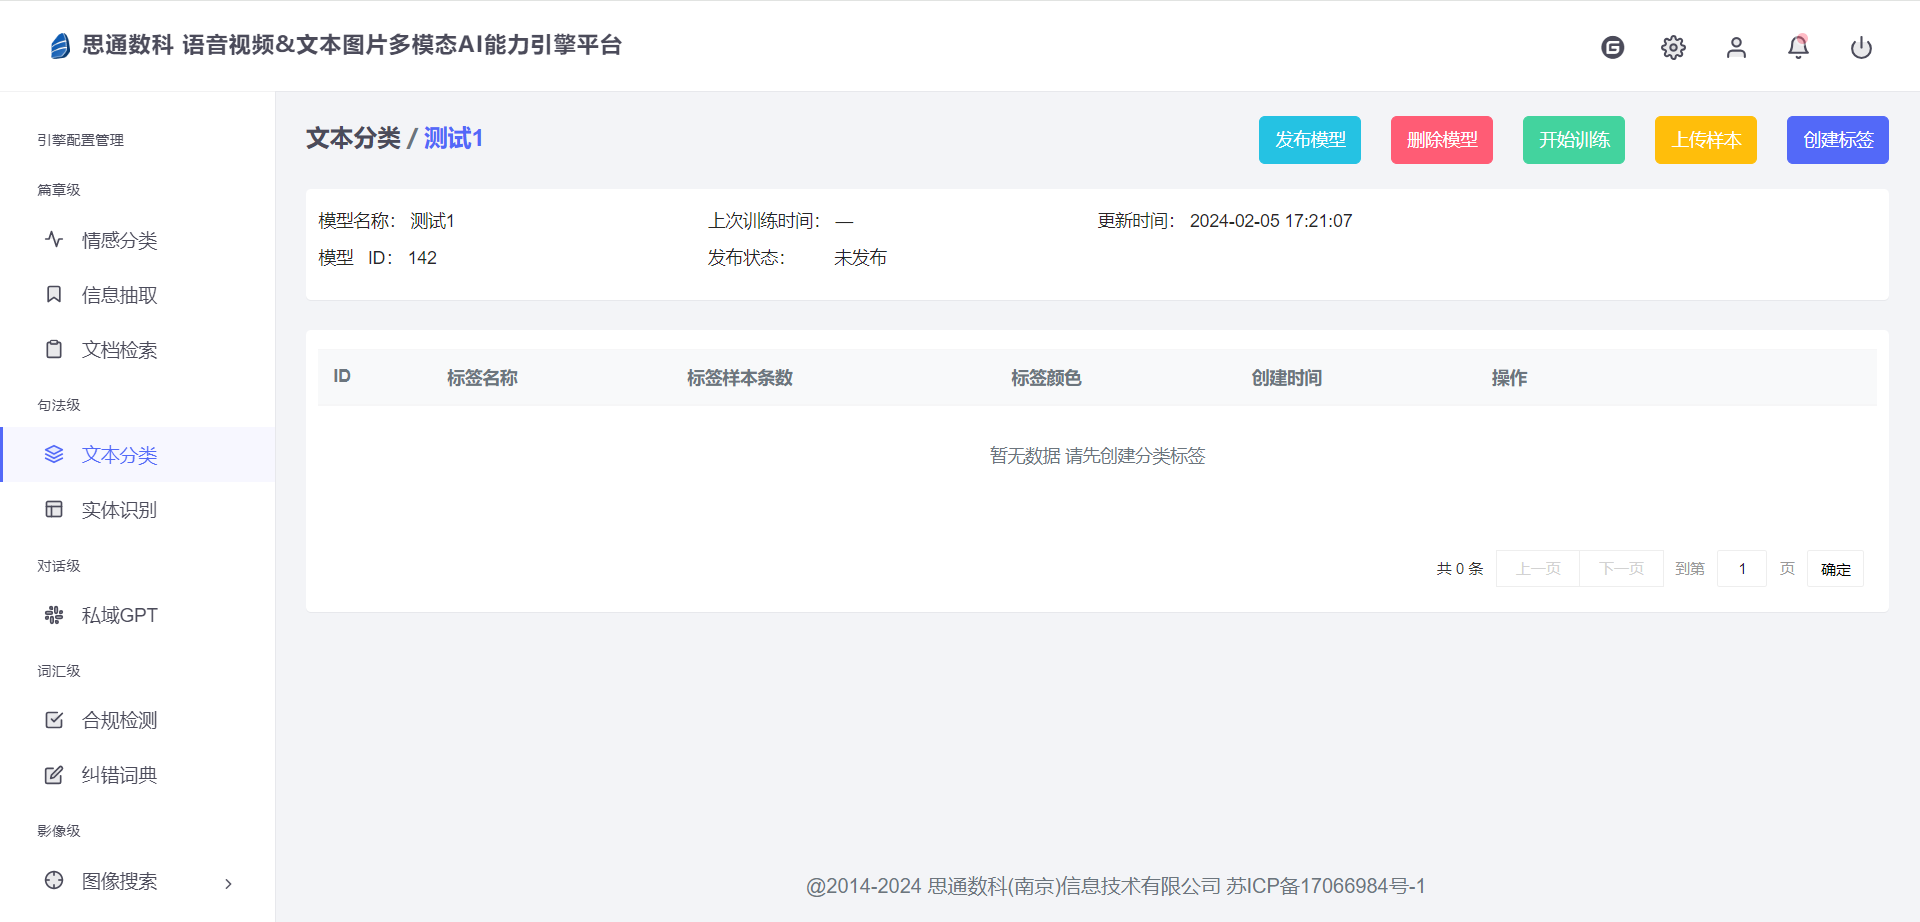 思通数科 语音视频&文本图片多模态AI能力引擎平台
引擎配置管理
篇章级
情感分类
信息抽取
文档检索
句法级
文本分类
实体识别
对话级
私域GPT
词汇级
合规检测
纠错词典
影像级
图像搜索
文本分类 / 测试1
发布模型
删除模型
开始训练
上传样本
创建标签
模型名称： 测试1 上次训练时间： — 更新时间： 2024-02-05 17:21:07
模型 ID： 142 发布状态： 未发布
ID 标签名称 标签样本条数 标签颜色 创建时间 操作
暂无数据 请先创建分类标签
共 0 条 上一页 下一页 到第 1 页 确定
@2014-2024 思通数科(南京)信息技术有限公司 苏ICP备17066984号-1